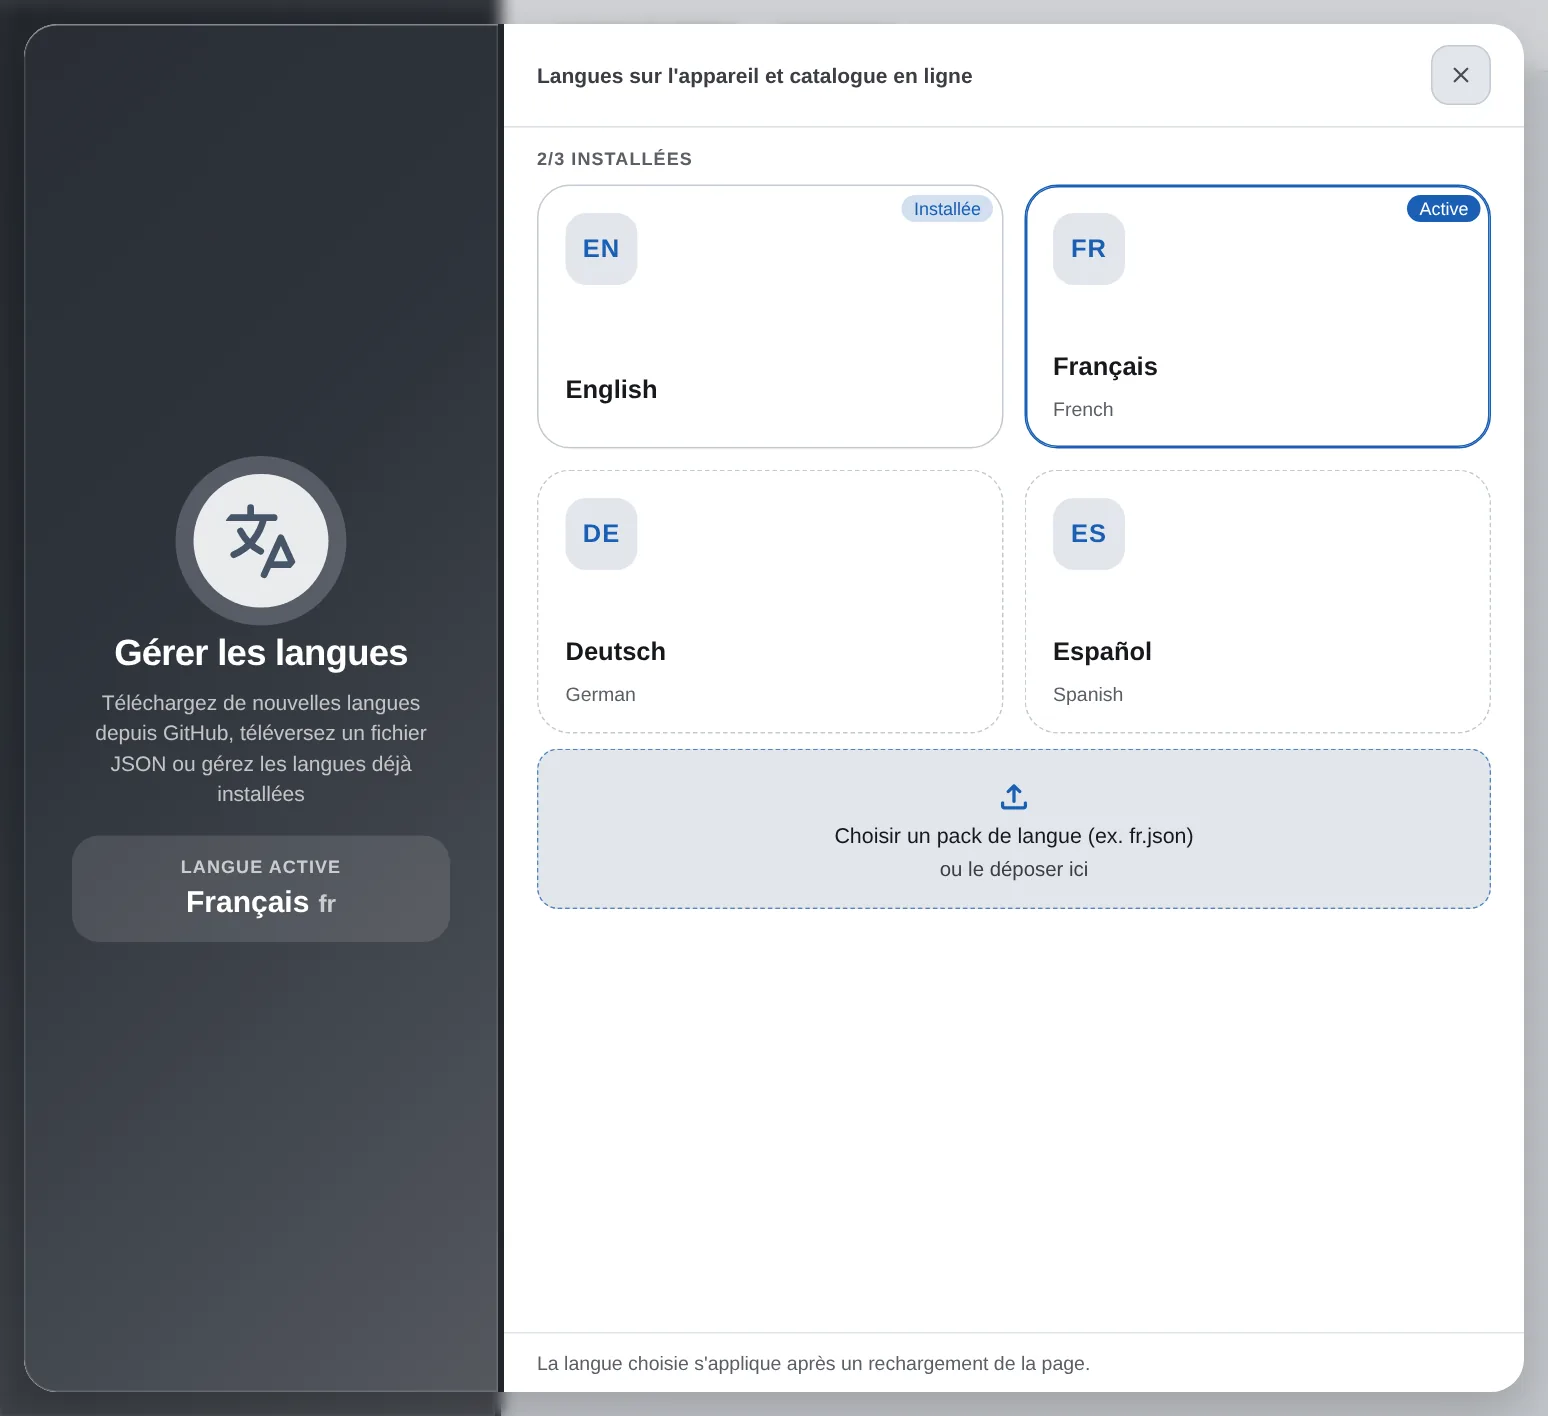 Gérer les langues
Téléchargez de nouvelles langues
depuis GitHub, téléversez un fichier
JSON ou gérez les langues déjà
installées
LANGUE ACTIVE
Français fr
Langues sur l'appareil et catalogue en ligne
2/3 INSTALLÉES
Installée
EN
English
Active
FR
Français
French
DE
Deutsch
German
ES
Español
Spanish
Choisir un pack de langue (ex. fr.json)
ou le déposer ici
La langue choisie s'applique après un rechargement de la page.